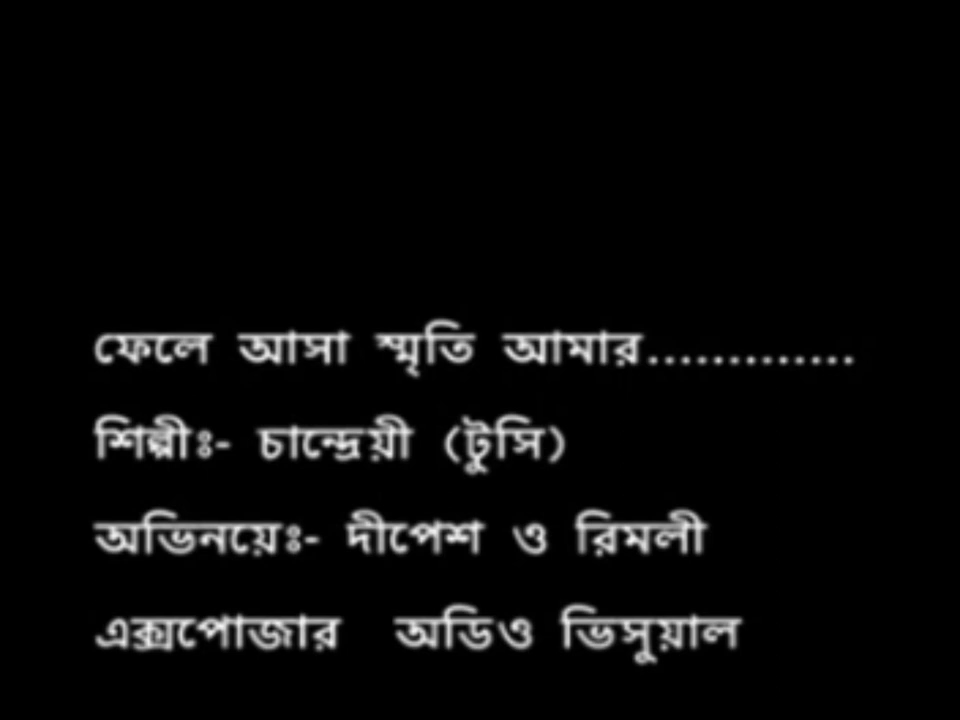 ফেলে আসা স্মৃতি আমার.............
শিল্পীঃ- চান্দ্রেয়ী (টুসি)
অভিনয়েঃ- দীপেশ ও রিমলী
এক্সপোজার অডিও ভিসুয়াল